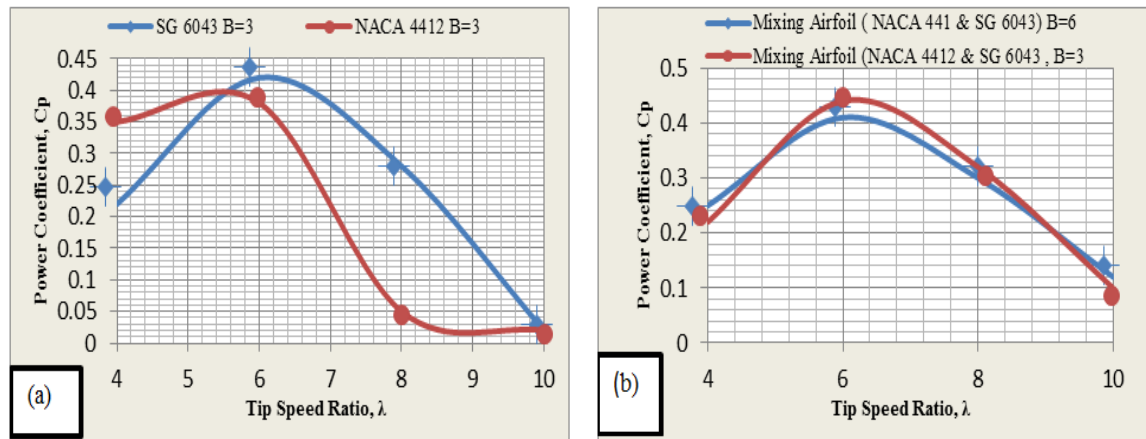 SG 6043 B=3 NACA 4412 B=3
0.45
0.4
0.35
0.3
0.25
0.2
0.15
0.1
0.05
0
Power Coefficient, Cp
4 5 6 7 8 9 10
Tip Speed Ratio, λ
(a)
Mixing Airfoil ( NACA 441 & SG 6043) B=6
Mixing Airfoil (NACA 4412 & SG 6043 , B=3
0.5
0.4
0.3
0.2
0.1
0
Power Coefficient, Cp
4 6 8 10
Tip Speed Ratio, λ
(b)